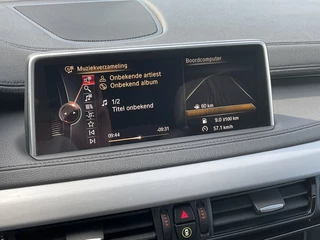 Muziekverzameling
Onbekende artiest
Onbekend album
1/2
Titel onbekend
09:44
-09:31
Boordcomputer
60 km
9.0 l/100 km
57.1 km/h